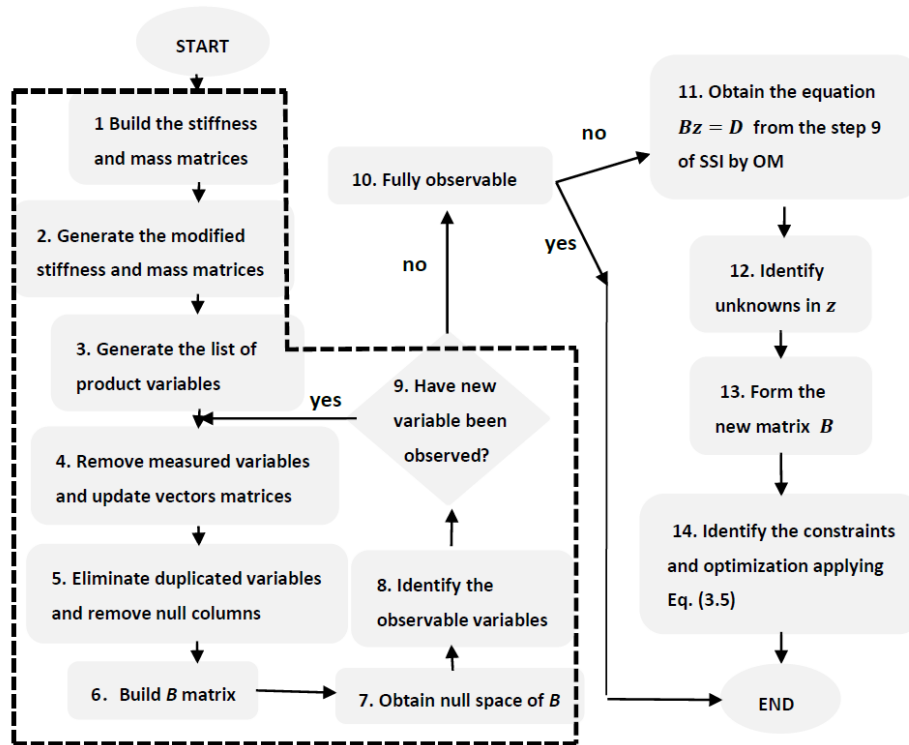 START
1 Build the stiffness
and mass matrices
2. Generate the modified
stiffness and mass matrices
3. Generate the list of
product variables
4. Remove measured variables
and update vectors matrices
5. Eliminate duplicated variables
and remove null columns
6. Build B matrix
7. Obtain null space of B
8. Identify the
observable variables
9. Have new
variable been
observed?
yes
no
10. Fully observable
no
yes
11. Obtain the equation
Bz = D from the step 9
of SSI by OM
12. Identify
unknowns in z
13. Form the
new matrix B
14. Identify the constraints
and optimization applying
Eq. (3.5)
END